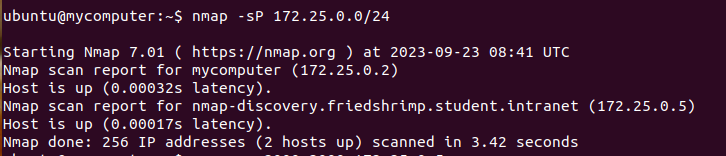 ubuntu@mycomputer:~$ nmap -sP 172.25.0.0/24
Starting Nmap 7.01 ( https://nmap.org ) at 2023-09-23 08:41 UTC
Nmap scan report for mycomputer (172.25.0.2)
Host is up (0.00032s latency).
Nmap scan report for nmap-discovery.friedshrimp.student.intranet (172.25.0.5)
Host is up (0.00017s latency).
Nmap done: 256 IP addresses (2 hosts up) scanned in 3.42 seconds